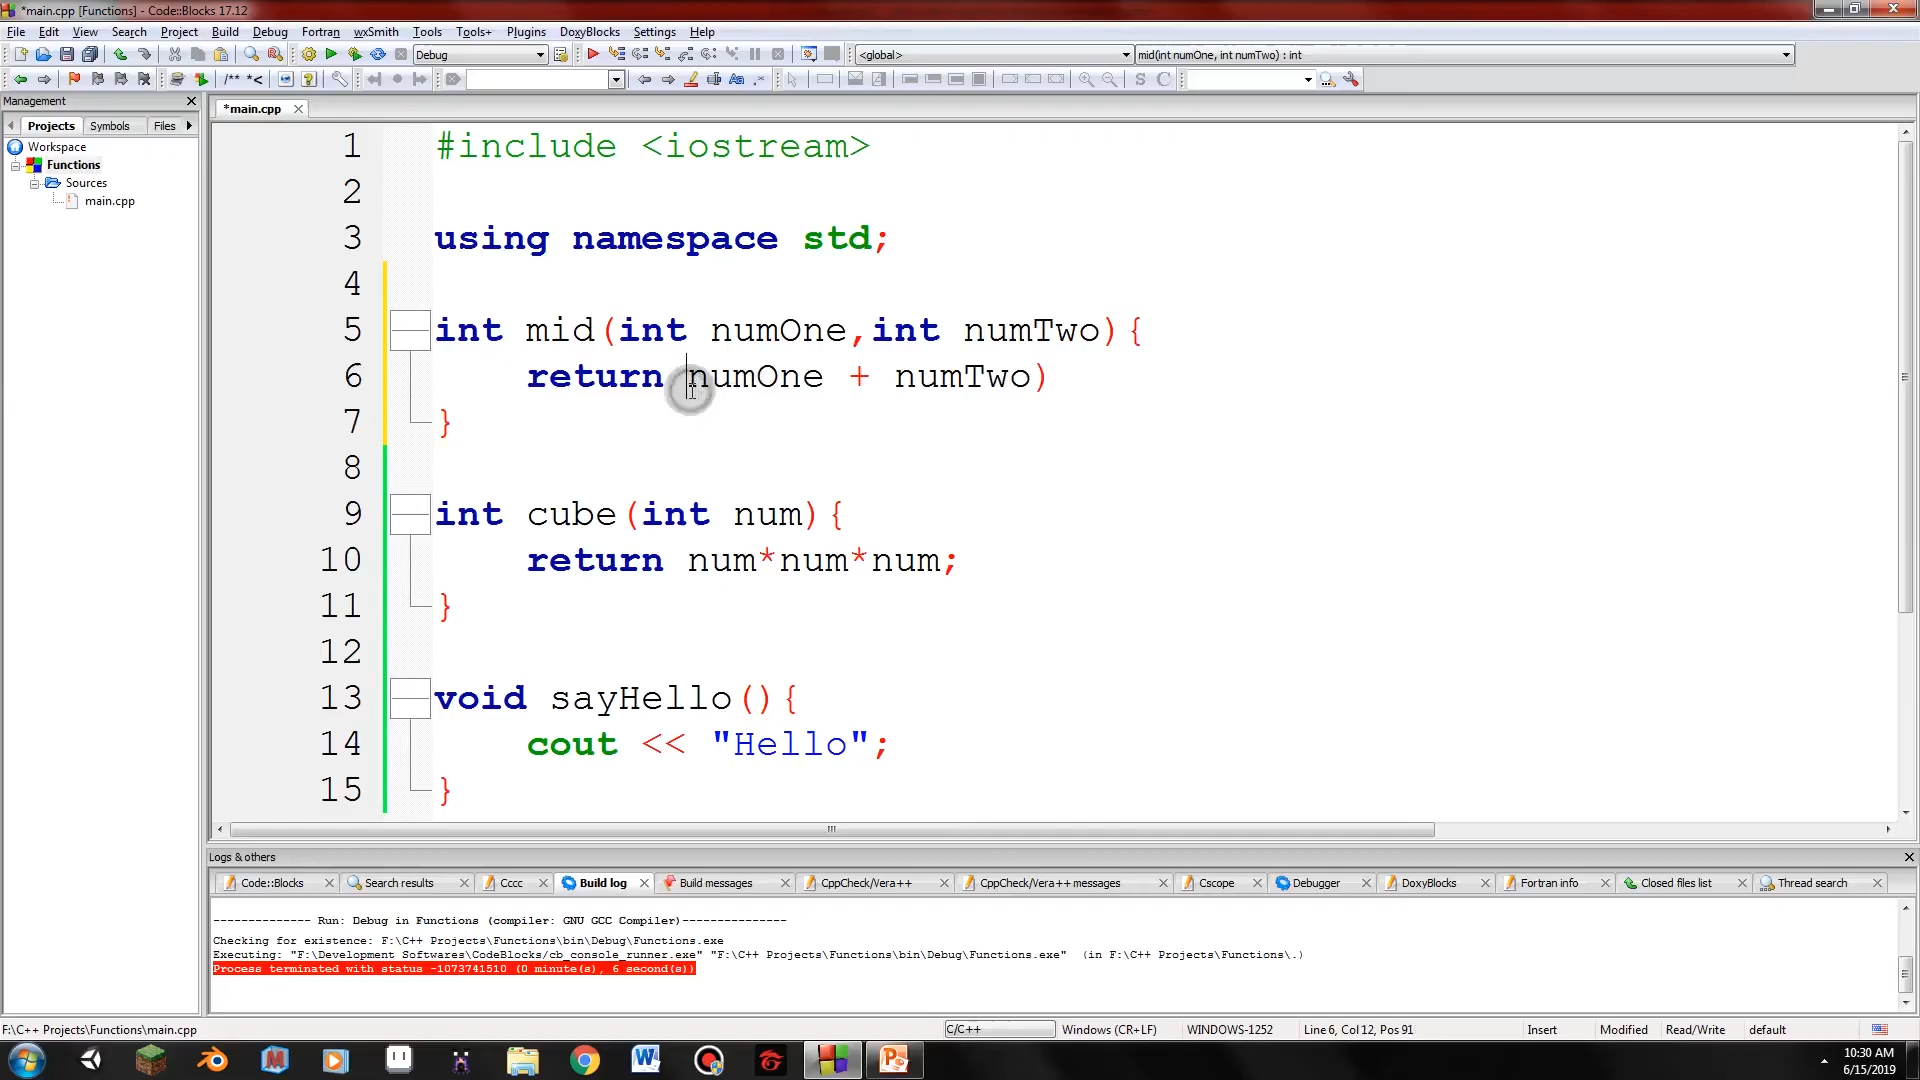 *main.cpp [Functions] - Code::Blocks 17.12
File Edit View Search Project Build Debug Fortran wxSmith Tools Tools+ Plugins DoxyBlocks Settings Help
Debug <global> mid(int numOne, int numTwo) : int
/** *< Aa .*
S C
Management
*main.cpp
Projects Symbols Files
Workspace
Functions
Sources
main.cpp
1 #include <iostream>
2
3 using namespace std;
4
5 int mid(int numOne,int numTwo){
6 return numOne + numTwo)
7 }
8
9 int cube(int num){
10 return num*num*num;
11 }
12
13 void sayHello(){
14 cout << "Hello";
15 }
Logs & others
Code::Blocks Search results Cccc Build log Build messages CppCheck/Vera++ CppCheck/Vera++ messages Cscope Debugger DoxyBlocks Fortran info Closed files list Thread search
-------------- Run: Debug in Functions (compiler: GNU GCC Compiler)---------------
Checking for existence: F:\C++ Projects\Functions\bin\Debug\Functions.exe
Executing: "F:\Development Softwares\CodeBlocks/cb_console_runner.exe" "F:\C++ Projects\Functions\bin\Debug\Functions.exe"  (in F:\C++ Projects\Functions\.)
Process terminated with status -1073741510 (0 minute(s), 6 second(s))
F:\C++ Projects\Functions\main.cpp C/C++ Windows (CR+LF) WINDOWS-1252 Line 6, Col 12, Pos 91 Insert Modified Read/Write default
10:30 AM
6/15/2019